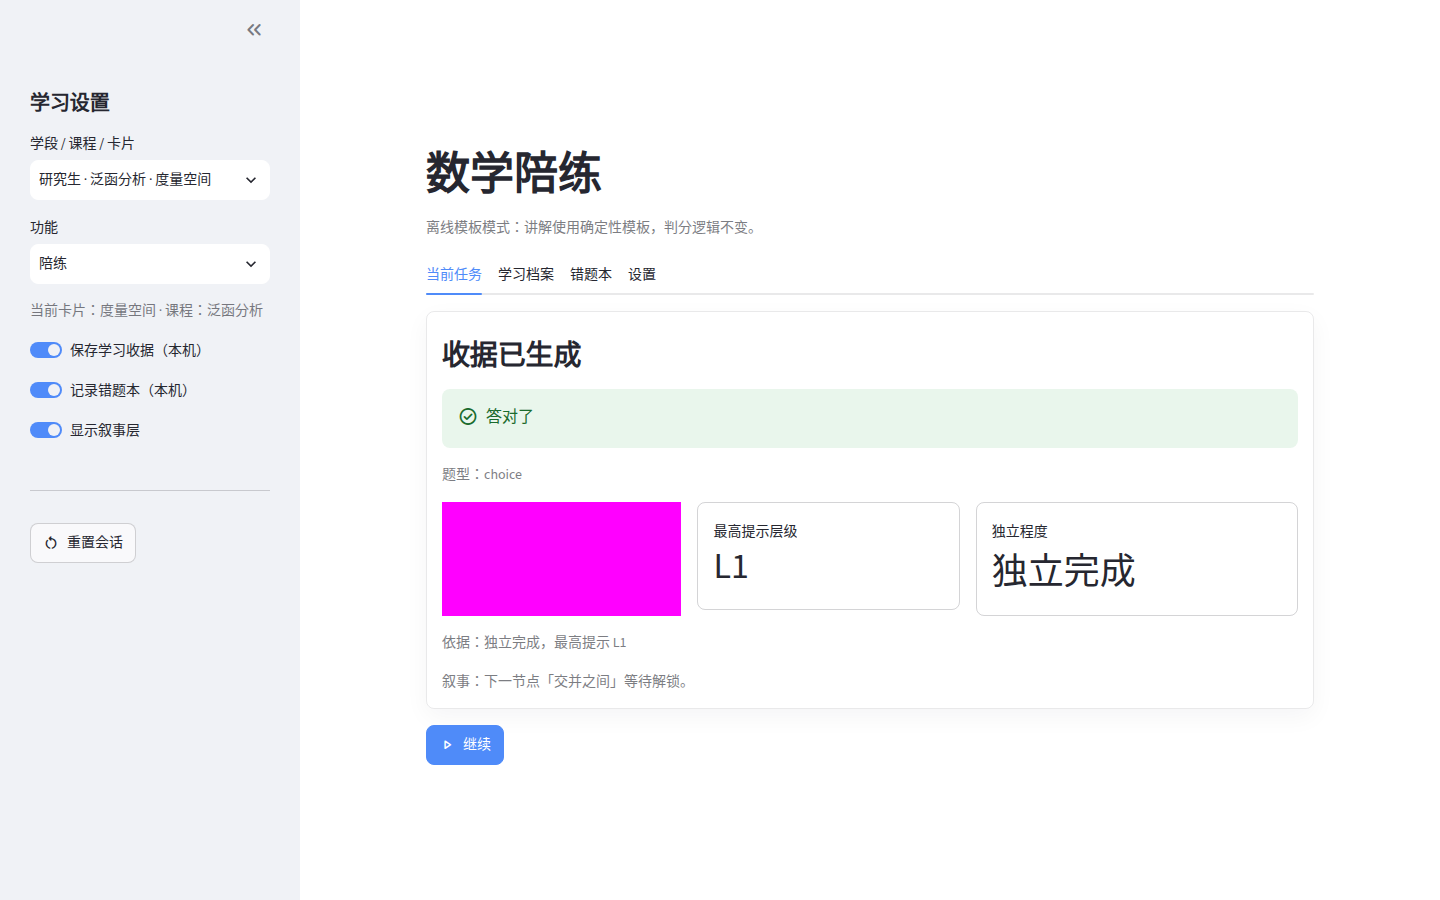 学习设置
学段 / 课程 / 卡片
研究生 · 泛函分析 · 度量空间
功能
陪练
当前卡片：度量空间 · 课程：泛函分析
保存学习收据（本机）
记录错题本（本机）
显示叙事层
重置会话
数学陪练
离线模板模式：讲解使用确定性模板，判分逻辑不变。
当前任务 学习档案 错题本 设置
收据已生成
答对了
题型：choice
最高提示层级
L1
独立程度
独立完成
依据：独立完成，最高提示 L1
叙事：下一节点「交并之间」等待解锁。
继续